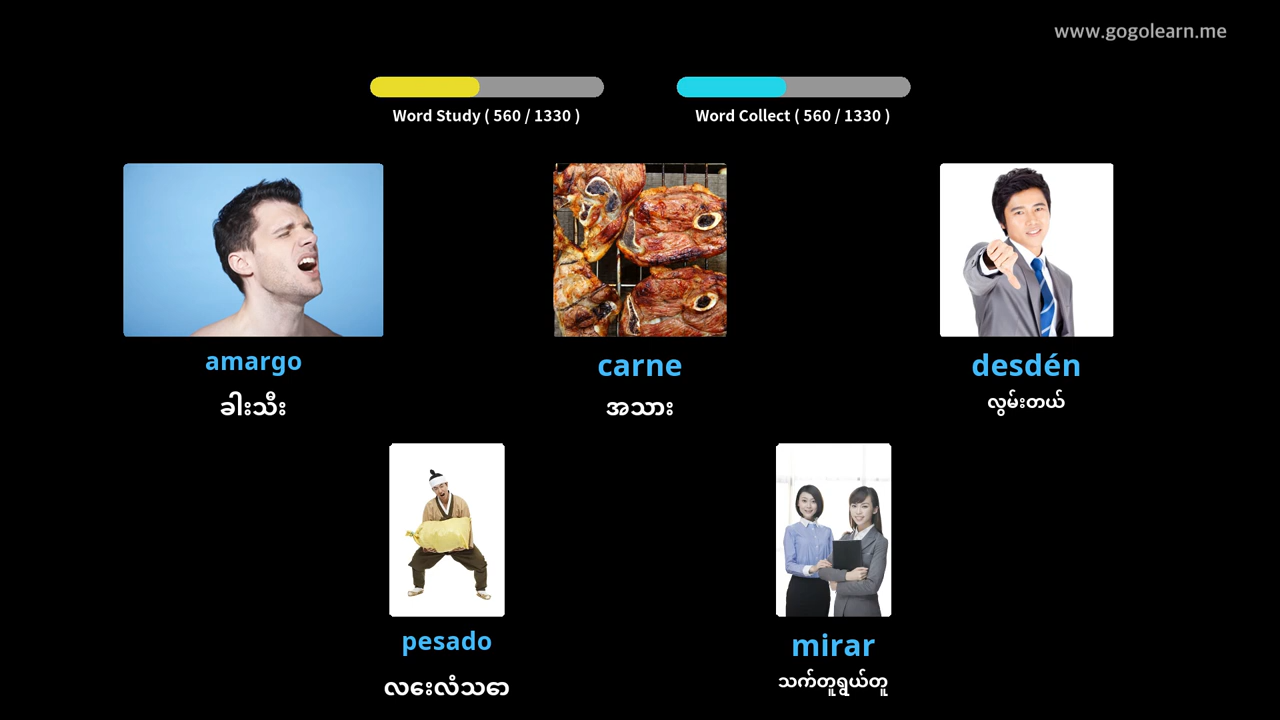 www.gogolearn.me
Word Study ( 560 / 1330 )
Word Collect ( 560 / 1330 )
amargo
ခါးသီး
carne
အသား
desdén
လွမ်းတယ်
pesado
လေးလံသော
mirar
သက်တူရွယ်တူ